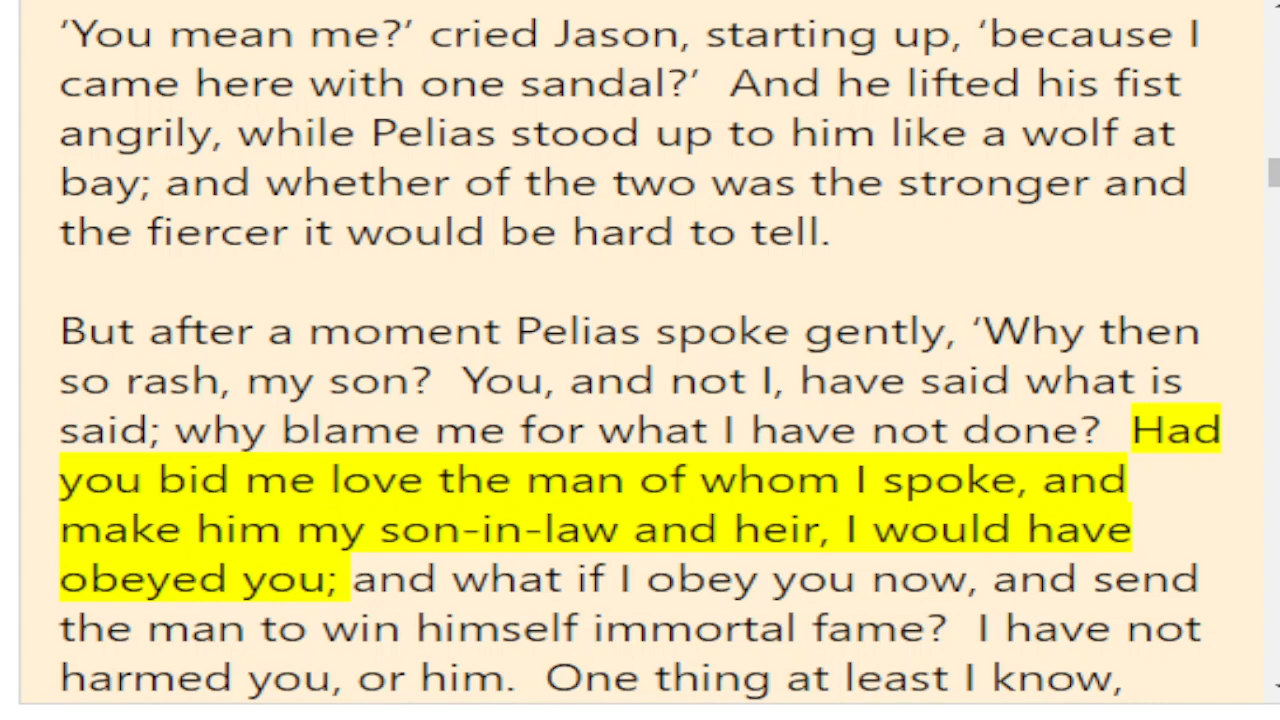 ‘You mean me?’ cried Jason, starting up, ‘because I
came here with one sandal?’  And he lifted his fist
angrily, while Pelias stood up to him like a wolf at
bay; and whether of the two was the stronger and
the fiercer it would be hard to tell.
But after a moment Pelias spoke gently, ‘Why then
so rash, my son?  You, and not I, have said what is
said; why blame me for what I have not done?  Had
you bid me love the man of whom I spoke, and
make him my son-in-law and heir, I would have
obeyed you; and what if I obey you now, and send
the man to win himself immortal fame?  I have not
harmed you, or him.  One thing at least I know,